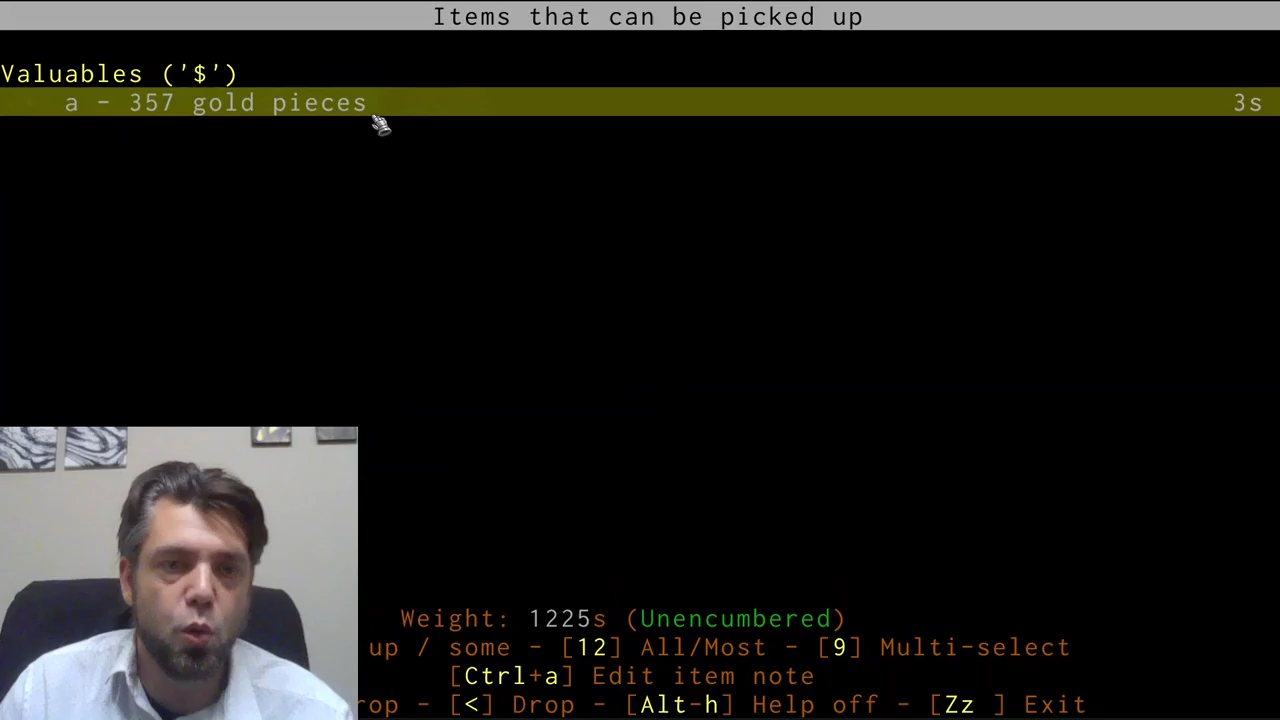 Items that can be picked up
Valuables ('$')
a - 357 gold pieces 3s
Weight: 1225s (Unencumbered)
up / some - [12] All/Most - [9] Multi-select
[Ctrl+a] Edit item note
- [<] Drop - [Alt-h] Help off - [Zz ] Exit